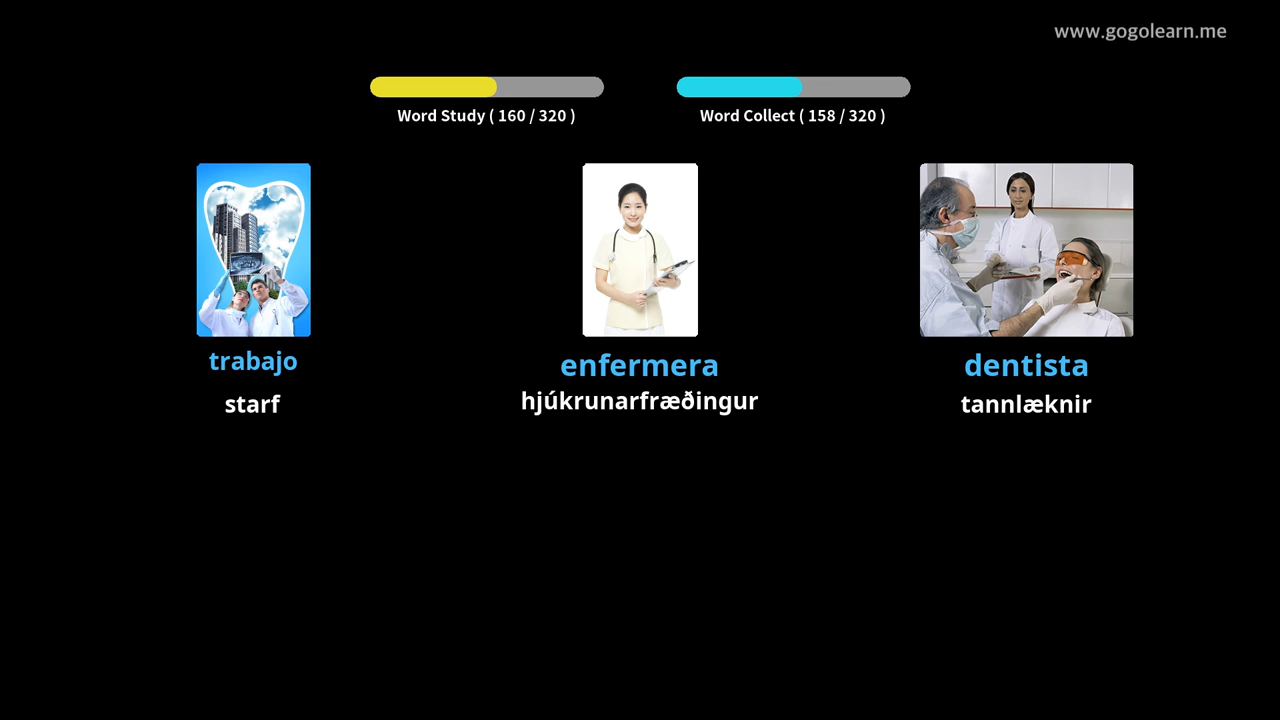 www.gogolearn.me
Word Study ( 160 / 320 )
Word Collect ( 158 / 320 )
trabajo
starf
enfermera
hjúkrunarfræðingur
dentista
tannlæknir